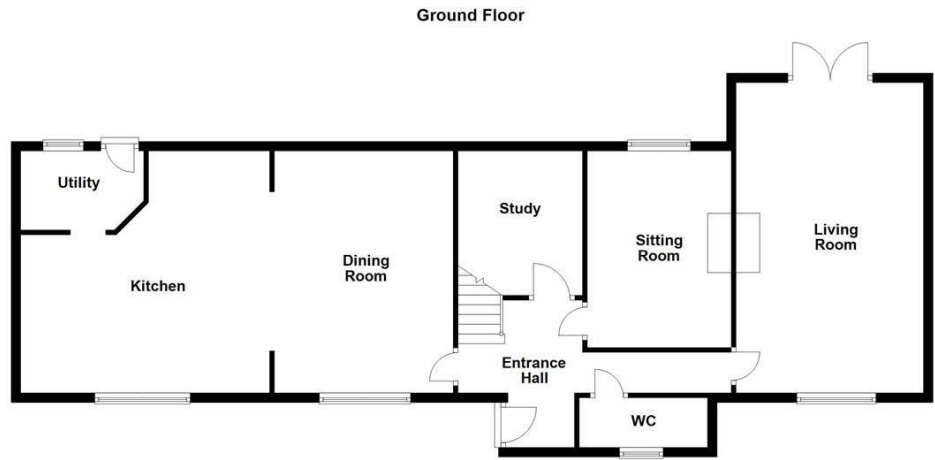 Ground Floor
Utility
Study
Living
Room
Sitting
Room
Dining
Room
Kitchen
Entrance
Hall
WC